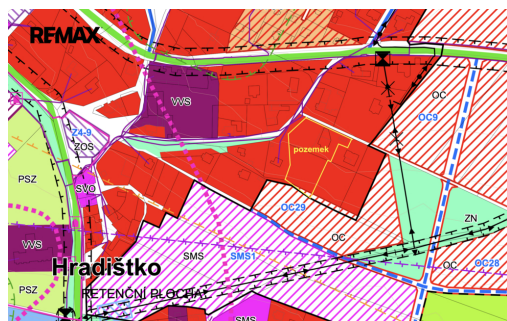 RE/MAX
VVS
OC
OC9
Z4-9
ZOS
pozemek
PSZ
SVO
ZN
OC29
VVS
OC
SMS
SMS1
OC
OC28
Hradištko
PSZ
RETENČNÍ PLOCHA
SMS